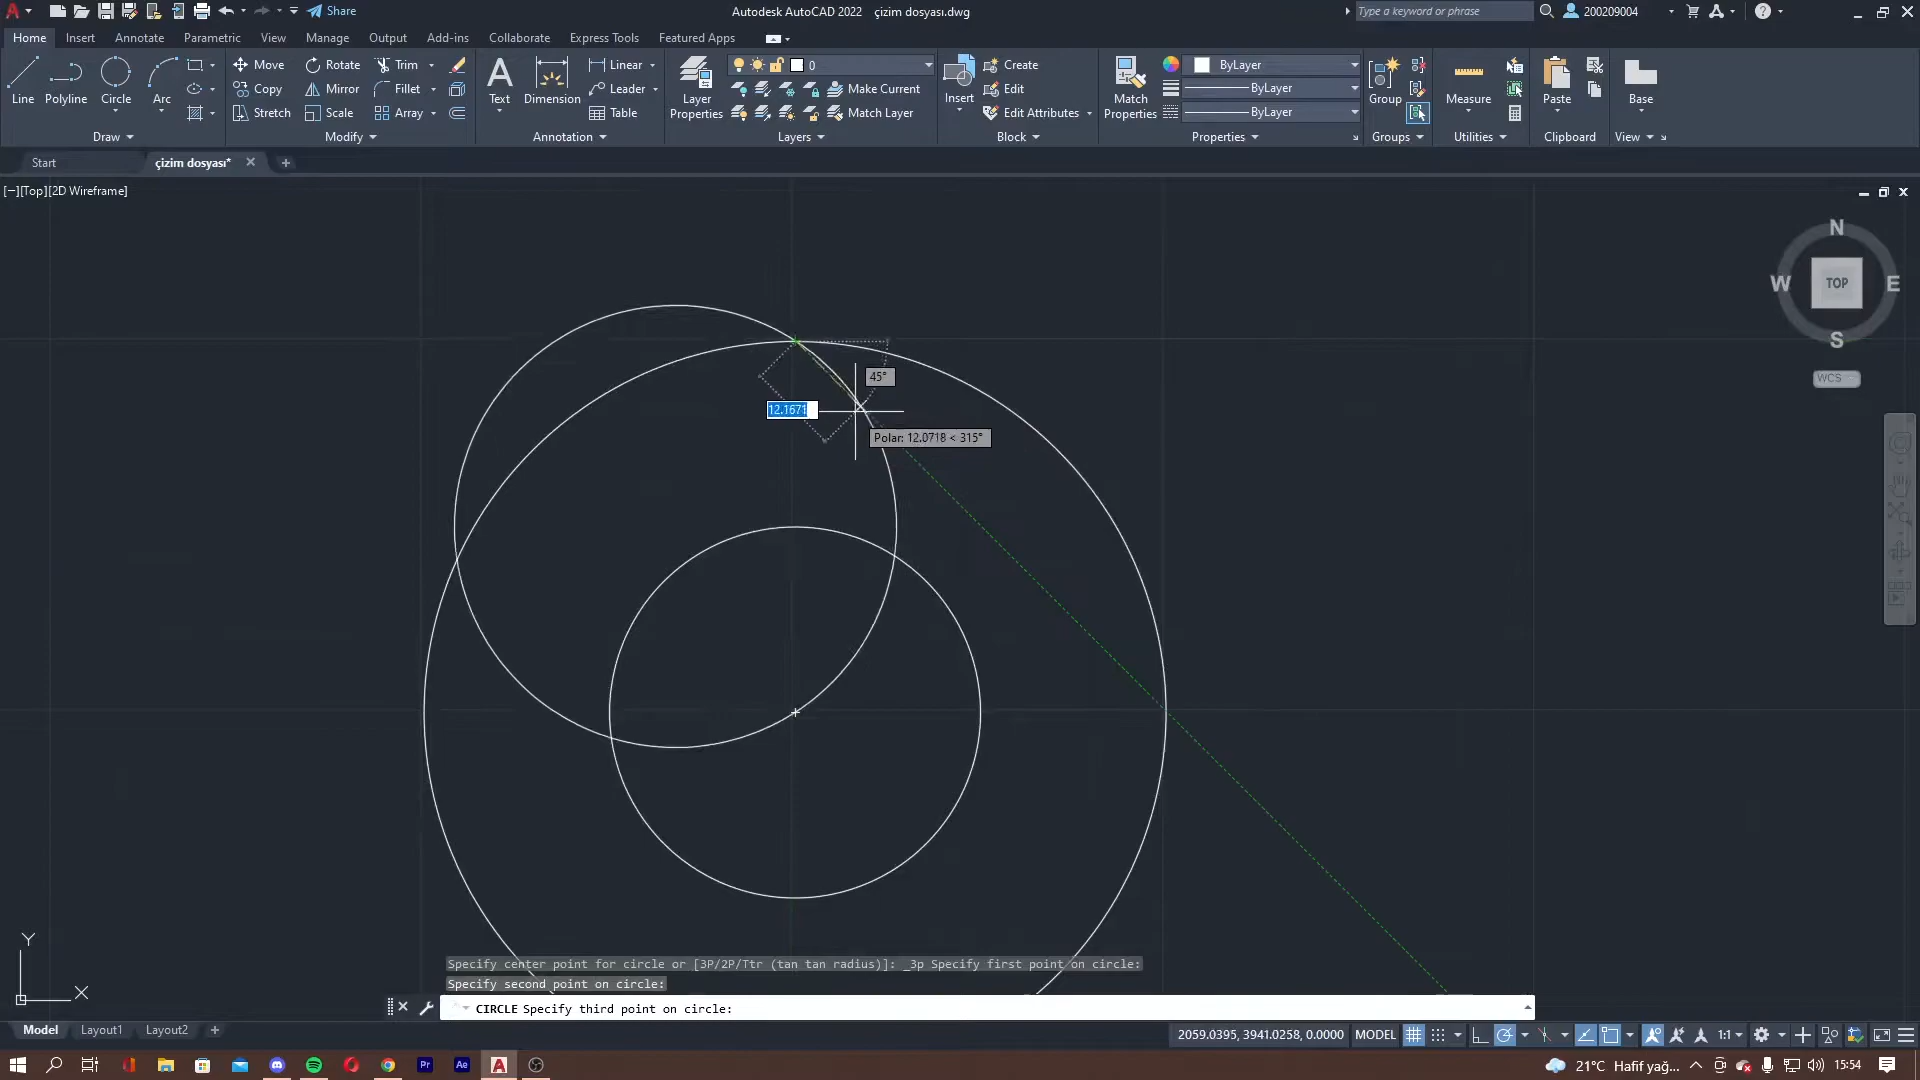 Share
Autodesk AutoCAD 2022 çizim dosyası.dwg
Type a keyword or phrase
200209004
Home Insert Annotate Parametric View Manage Output Add-ins Collaborate Express Tools Featured Apps
Line
Polyline
Circle
Arc
Draw
Move Rotate Trim
Copy Mirror Fillet
Stretch Scale Array
Modify
Text
Dimension
Linear
Leader
Table
Annotation
Layer Properties
0
Make Current
Match Layer
Layers
Insert
Create
Edit
Edit Attributes
Block
Match Properties
ByLayer
ByLayer
ByLayer
Properties
Group
Groups
Measure
Utilities
Paste
Clipboard
Base
View
Start çizim dosyası*
[−][Top][2D Wireframe]
N
W TOP E
S
WCS
45°
12.1671
Polar: 12.0718 < 315°
Y
X
Specify center point for circle or [3P/2P/Ttr (tan tan radius)]: _3p Specify first point on circle:
Specify second point on circle:
CIRCLE Specify third point on circle:
Model Layout1 Layout2
2059.0395, 3941.0258, 0.0000 MODEL 1:1
Pr Ae A
21°C Hafif yağ... 15:54